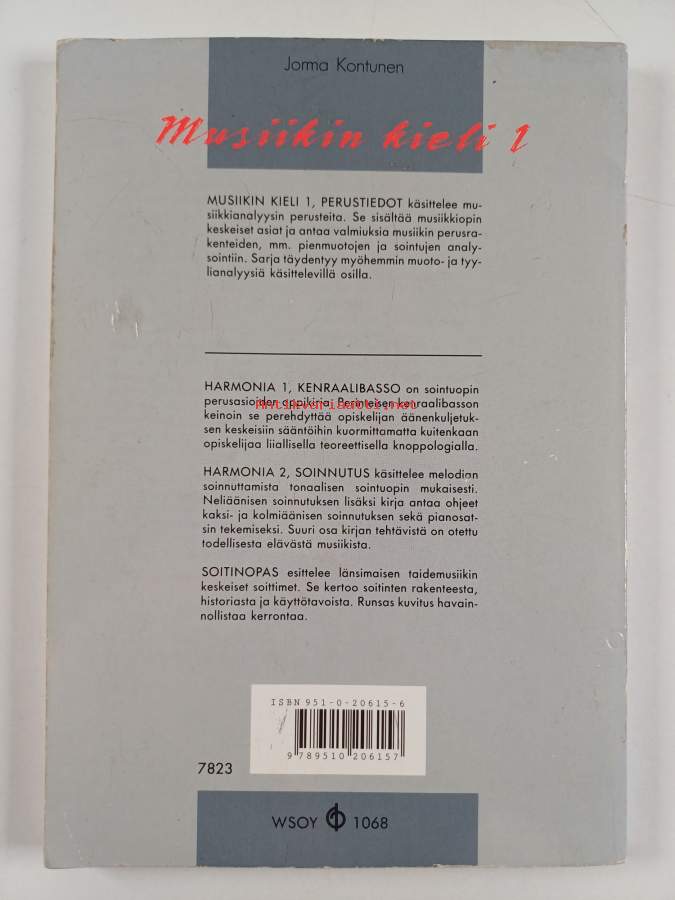 Jorma Kontunen
Musiikin kieli 1
MUSIIKIN KIELI 1, PERUSTIEDOT käsittelee mu-
siikkianalyysin perusteita. Se sisältää musiikkiopin
keskeiset asiat ja antaa valmiuksia musiikin perusra-
kenteiden, mm. pienmuotojen ja sointujen analy-
sointiin. Sarja täydentyy myöhemmin muoto- ja tyy-
lianalyysiä käsittelevillä osilla.
HARMONIA 1, KENRAALIBASSO on sointuopin
perusasioiden oppikirja. Perinteisen kenraalibasson
Antikvariaatti.net
keinoin se perehdyttää opiskelijan äänenkuljetuk-
sen keskeisiin sääntöihin kuormittamatta kuitenkaan
opiskelijaa liiallisella teoreettisella knoppologialla.
HARMONIA 2, SOINNUTUS käsittelee melodian
soinnuttamista tonaalisen sointuopin mukaisesti.
Neliäänisen soinnutuksen lisäksi kirja antaa ohjeet
kaksi- ja kolmiäänisen soinnutuksen sekä pianosat-
sin tekemiseksi. Suuri osa kirjan tehtävistä on otettu
todellisesta elävästä musiikista.
SOITINOPAS esittelee länsimaisen taidemusiikin
keskeiset soittimet. Se kertoo soitinten rakenteesta,
historiasta ja käyttötavoista. Runsas kuvitus havain-
nollistaa kerrontaa.
ISBN 951-0-20615-6
9 789510 206157
7823
WSOY 1068